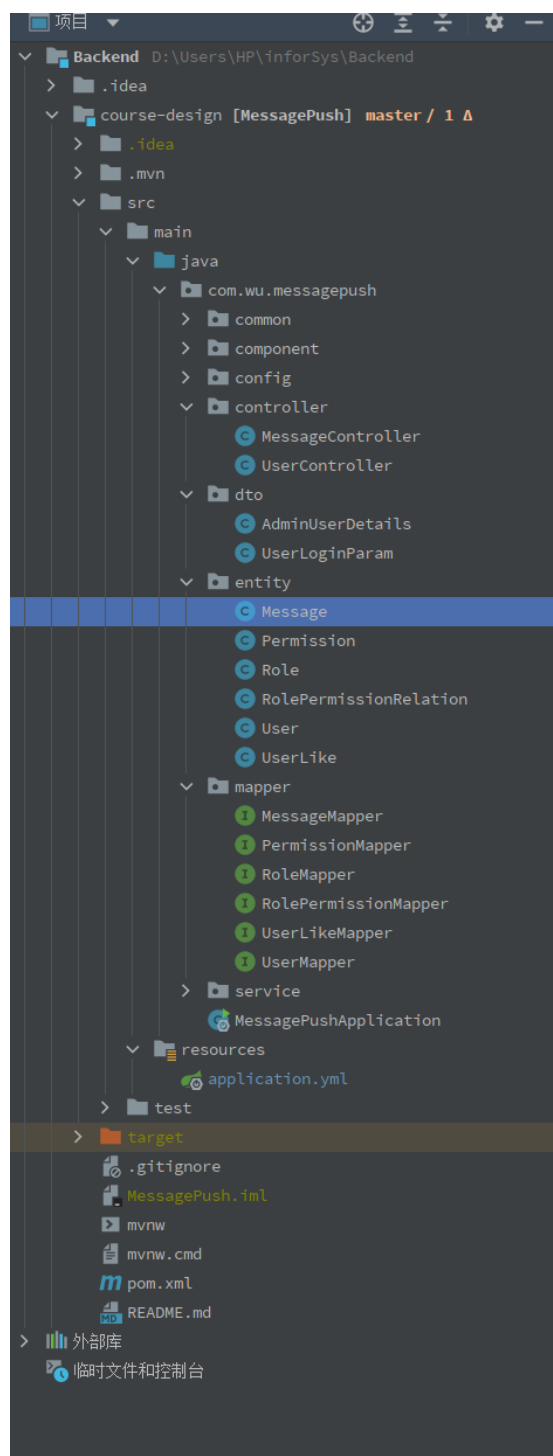 项目
Backend D:\Users\HP\inforSys\Backend
.idea
course-design [MessagePush] master / 1 Δ
.idea
.mvn
src
main
java
com.wu.messagepush
common
component
config
controller
MessageController
UserController
dto
AdminUserDetails
UserLoginParam
entity
Message
Permission
Role
RolePermissionRelation
User
UserLike
mapper
MessageMapper
PermissionMapper
RoleMapper
RolePermissionMapper
UserLikeMapper
UserMapper
service
MessagePushApplication
resources
application.yml
test
target
.gitignore
MessagePush.iml
mvnw
mvnw.cmd
pom.xml
README.md
外部库
临时文件和控制台